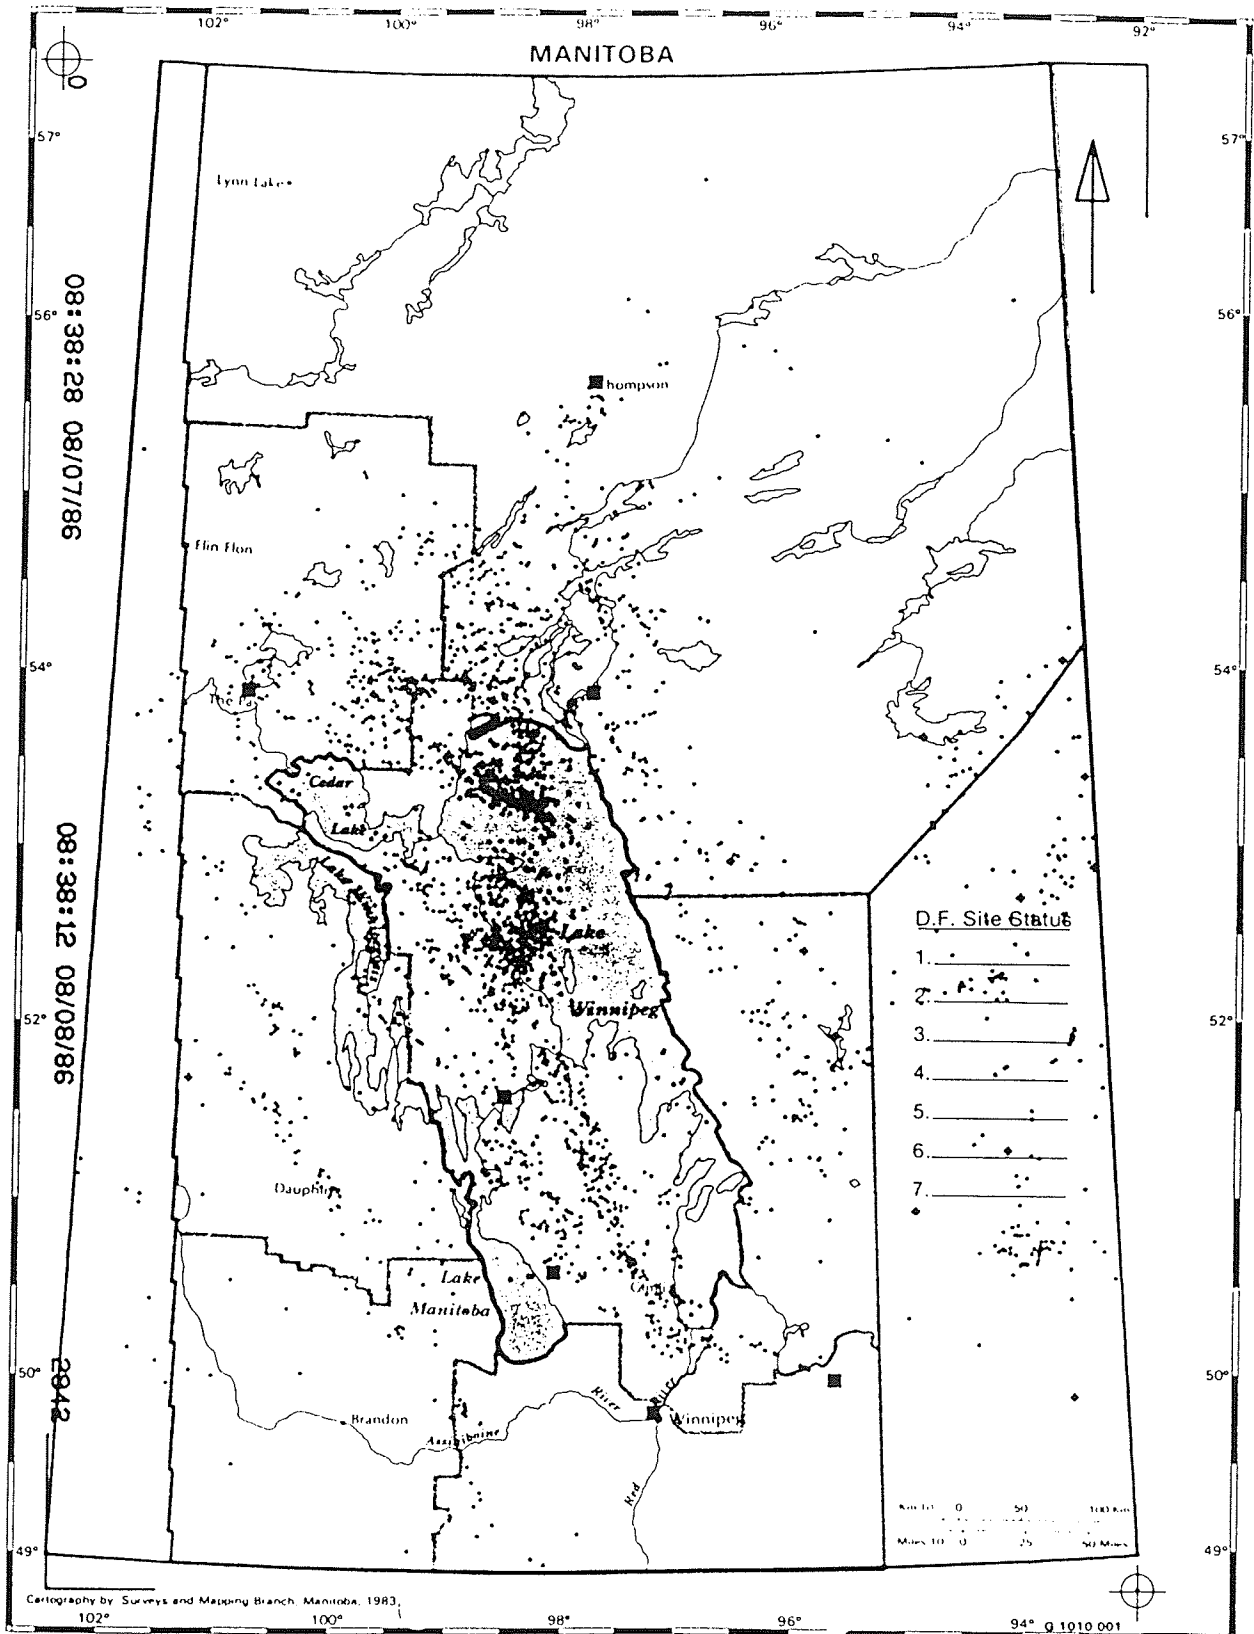 102° 100° 98° 96° 94° 92°
MANITOBA
0
57° 57°
Lynn Lake
08:38:28 08/07/86
56° 56°
hompson
Flin Flon
54° 54°
The Pa
Cedar
Lake
08:38:12 08/08/86
Lake
Winnipeg
D.F. Site Status
1.
2.
3.
4.
5.
6.
7.
52° 52°
Dauphin
Lake
Manitoba
50° 50°
2942
River
River
Brandon
Winnipeg
Assiniboine
Red
Km 10 0 50 100 Km
Miles 10 0 25 50 Miles
49° 49°
Cartography by Surveys and Mapping Branch, Manitoba, 1983
102° 100° 98° 96° 94° G 1010 001